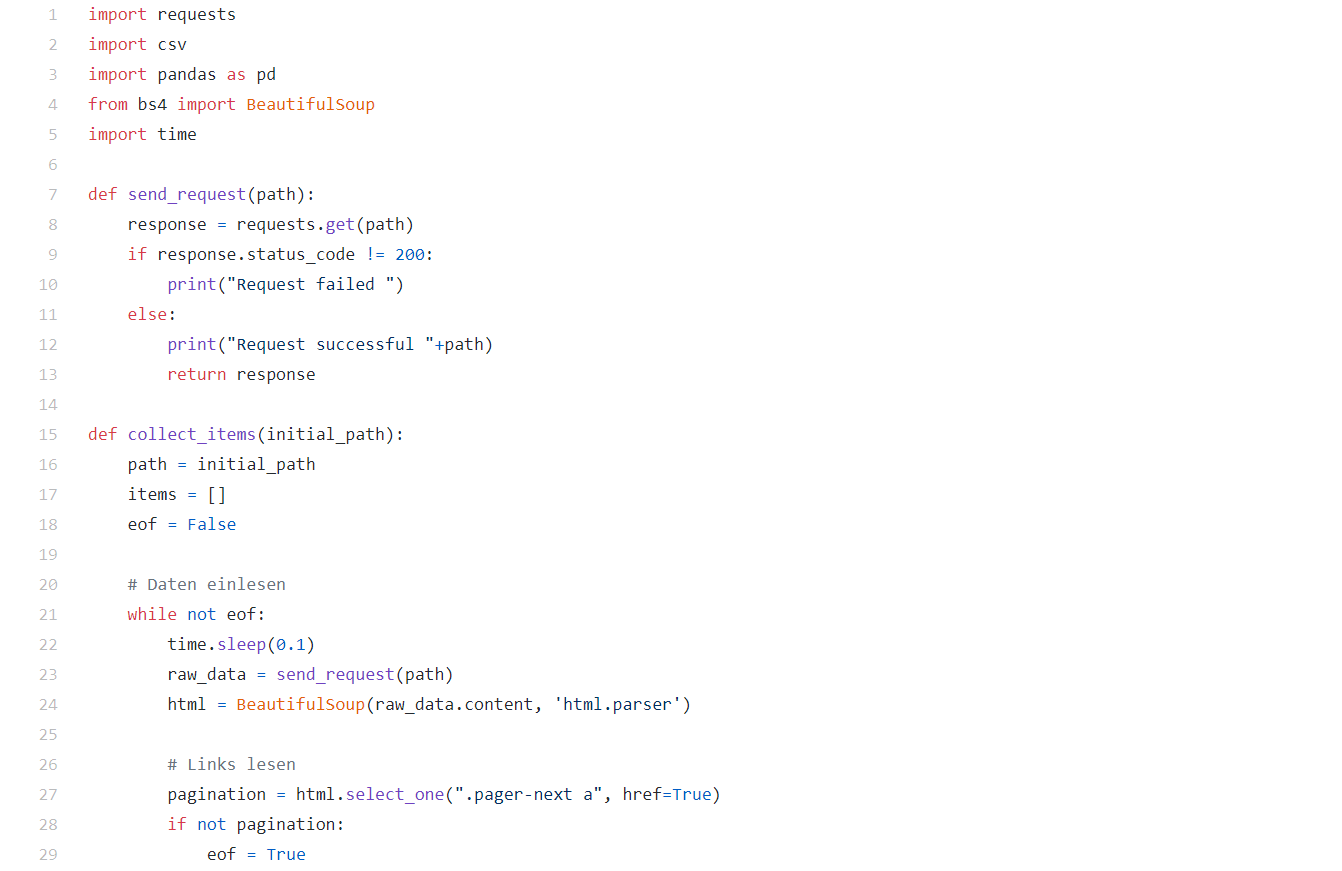 1 import requests
2 import csv
3 import pandas as pd
4 from bs4 import BeautifulSoup
5 import time
6
7 def send_request(path):
8     response = requests.get(path)
9     if response.status_code != 200:
10         print("Request failed ")
11     else:
12         print("Request successful "+path)
13         return response
14
15 def collect_items(initial_path):
16     path = initial_path
17     items = []
18     eof = False
19
20     # Daten einlesen
21     while not eof:
22         time.sleep(0.1)
23         raw_data = send_request(path)
24         html = BeautifulSoup(raw_data.content, 'html.parser')
25
26         # Links lesen
27         pagination = html.select_one(".pager-next a", href=True)
28         if not pagination:
29             eof = True